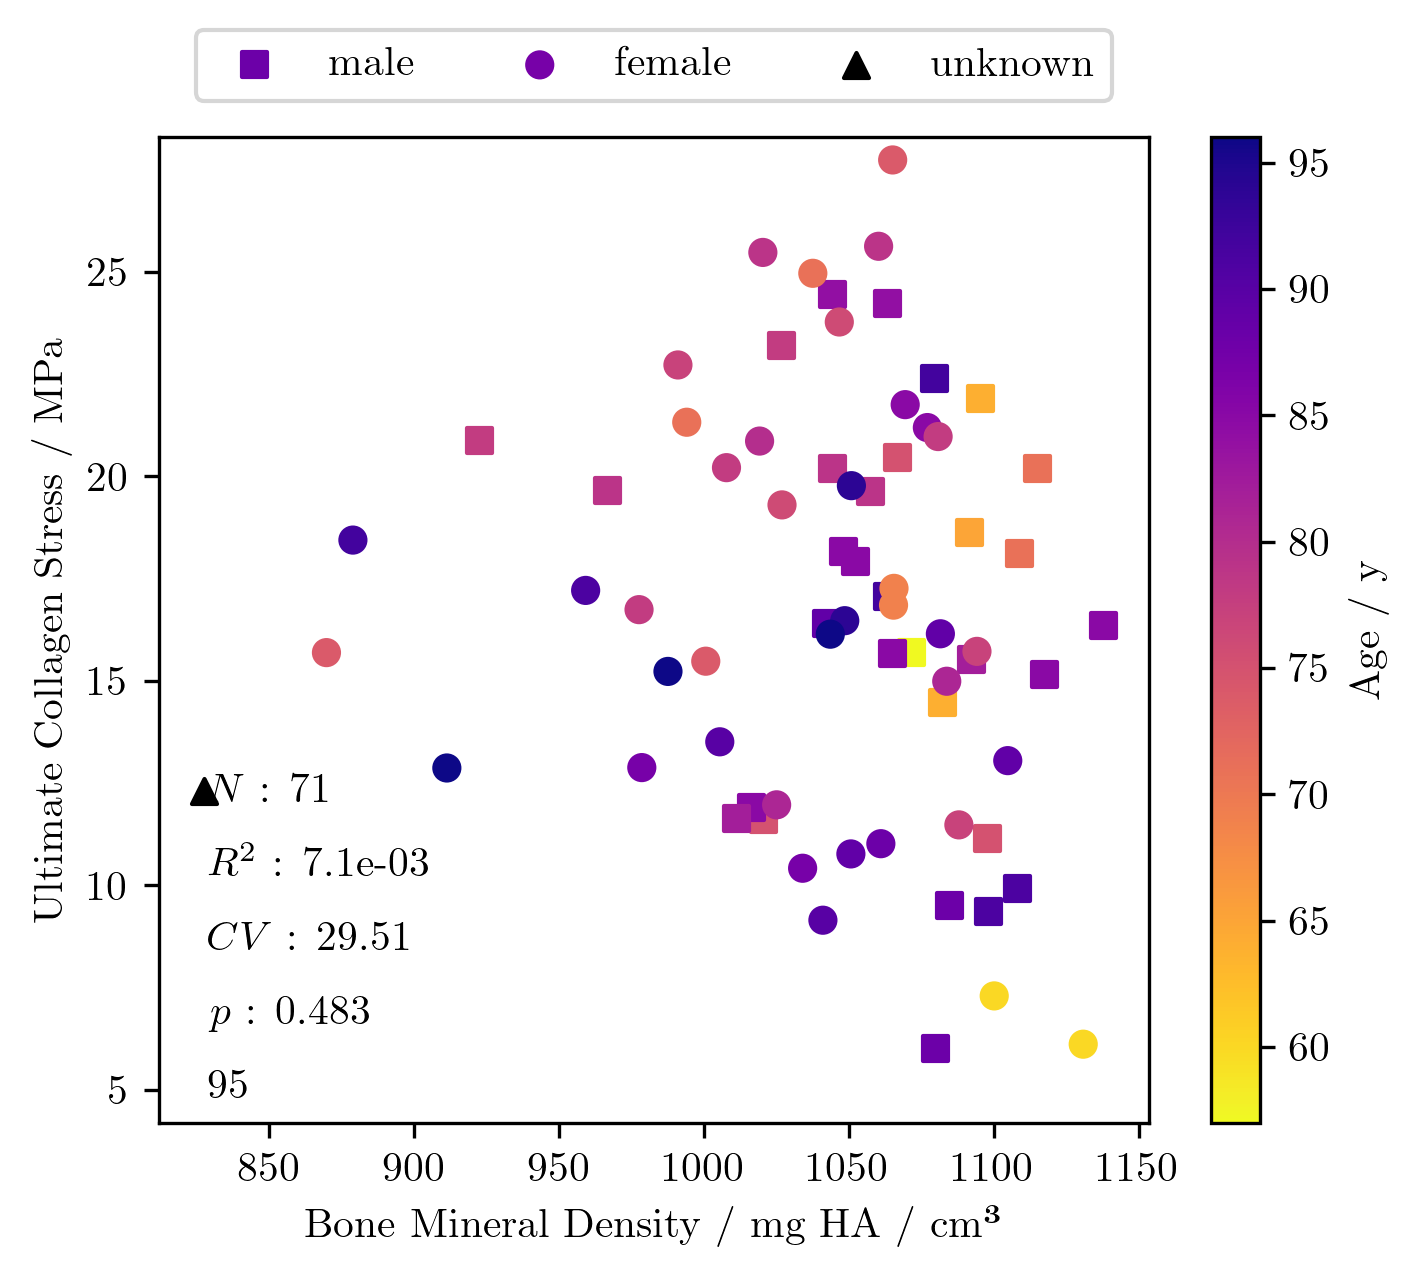 male female unknown
Ultimate Collagen Stress / MPa
25
20
15
10
5
N : 71
R² : 7.1e-03
CV : 29.51
p : 0.483
95
850 900 950 1000 1050 1100 1150
Bone Mineral Density / mg HA / cm³
95
90
85
80
75
70
65
60
Age / y